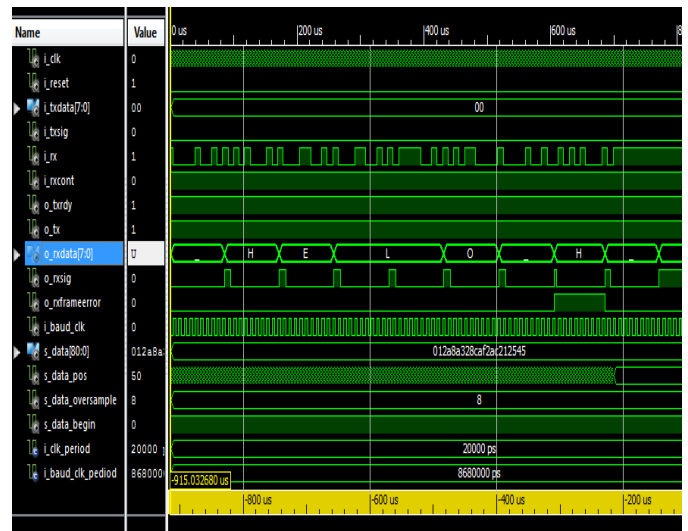 Name Value 0 us 200 us 400 us 600 us 8
i_clk 0
i_reset 1
i_txdata[7:0] 00 00
i_txsig 0
i_rx 1
i_rxcont 0
o_txrdy 1
o_tx 1
o_rxdata[7:0] U _ H E L O _ H _
o_rxsig 0
o_rxframeerror 0
i_baud_clk 0
s_data[80:0] 012a8a 012a8a328caf2ac212545
s_data_pos 50
s_data_oversample 8 8
s_data_begin 0
i_clk_period 20000 20000 ps
i_baud_clk_pediod 868000 8680000 ps
-915.032680 us
-800 us -600 us -400 us -200 us